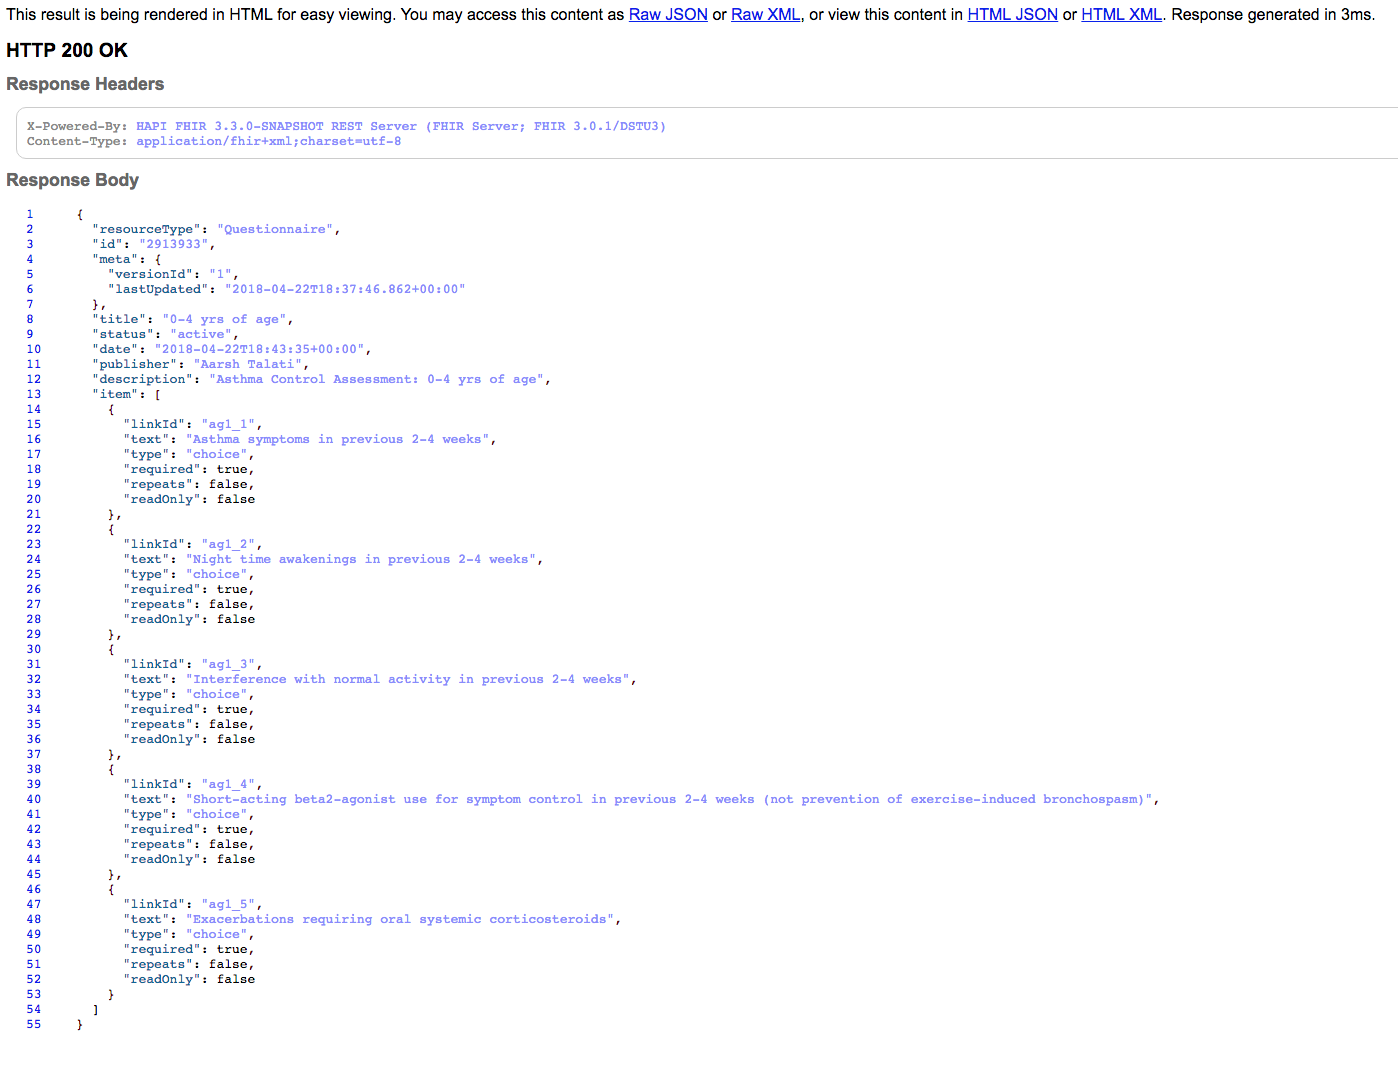 This result is being rendered in HTML for easy viewing. You may access this content as Raw JSON or Raw XML, or view this content in HTML JSON or HTML XML. Response generated in 3ms.
HTTP 200 OK
Response Headers
X-Powered-By: HAPI FHIR 3.3.0-SNAPSHOT REST Server (FHIR Server; FHIR 3.0.1/DSTU3)
Content-Type: application/fhir+xml;charset=utf-8
Response Body
1 {
2 "resourceType": "Questionnaire",
3 "id": "2913933",
4 "meta": {
5 "versionId": "1",
6 "lastUpdated": "2018-04-22T18:37:46.862+00:00"
7 },
8 "title": "0-4 yrs of age",
9 "status": "active",
10 "date": "2018-04-22T18:43:35+00:00",
11 "publisher": "Aarsh Talati",
12 "description": "Asthma Control Assessment: 0-4 yrs of age",
13 "item": [
14 {
15 "linkId": "ag1_1",
16 "text": "Asthma symptoms in previous 2-4 weeks",
17 "type": "choice",
18 "required": true,
19 "repeats": false,
20 "readOnly": false
21 },
22 {
23 "linkId": "ag1_2",
24 "text": "Night time awakenings in previous 2-4 weeks",
25 "type": "choice",
26 "required": true,
27 "repeats": false,
28 "readOnly": false
29 },
30 {
31 "linkId": "ag1_3",
32 "text": "Interference with normal activity in previous 2-4 weeks",
33 "type": "choice",
34 "required": true,
35 "repeats": false,
36 "readOnly": false
37 },
38 {
39 "linkId": "ag1_4",
40 "text": "Short-acting beta2-agonist use for symptom control in previous 2-4 weeks (not prevention of exercise-induced bronchospasm)",
41 "type": "choice",
42 "required": true,
43 "repeats": false,
44 "readOnly": false
45 },
46 {
47 "linkId": "ag1_5",
48 "text": "Exacerbations requiring oral systemic corticosteroids",
49 "type": "choice",
50 "required": true,
51 "repeats": false,
52 "readOnly": false
53 }
54 ]
55 }